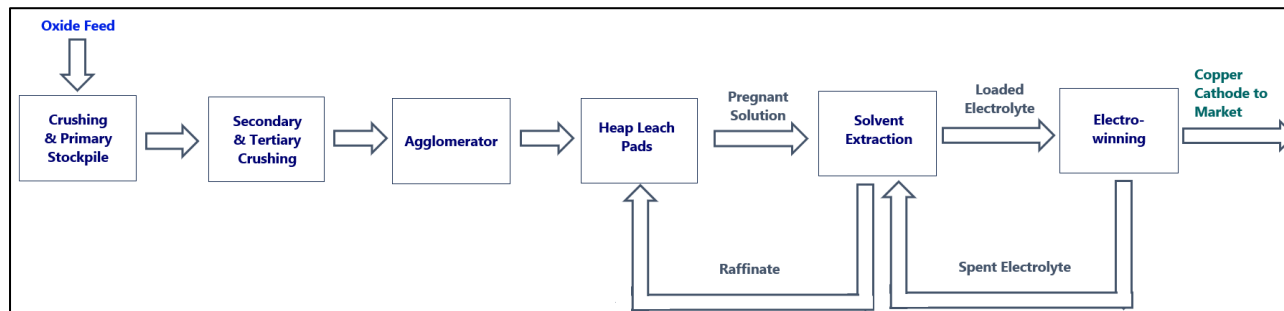 Oxide Feed
Crushing
& Primary
Stockpile
Secondary
& Tertiary
Crushing
Agglomerator
Heap Leach
Pads
Pregnant
Solution
Solvent
Extraction
Loaded
Electrolyte
Electro-
winning
Copper
Cathode to
Market
Raffinate
Spent Electrolyte